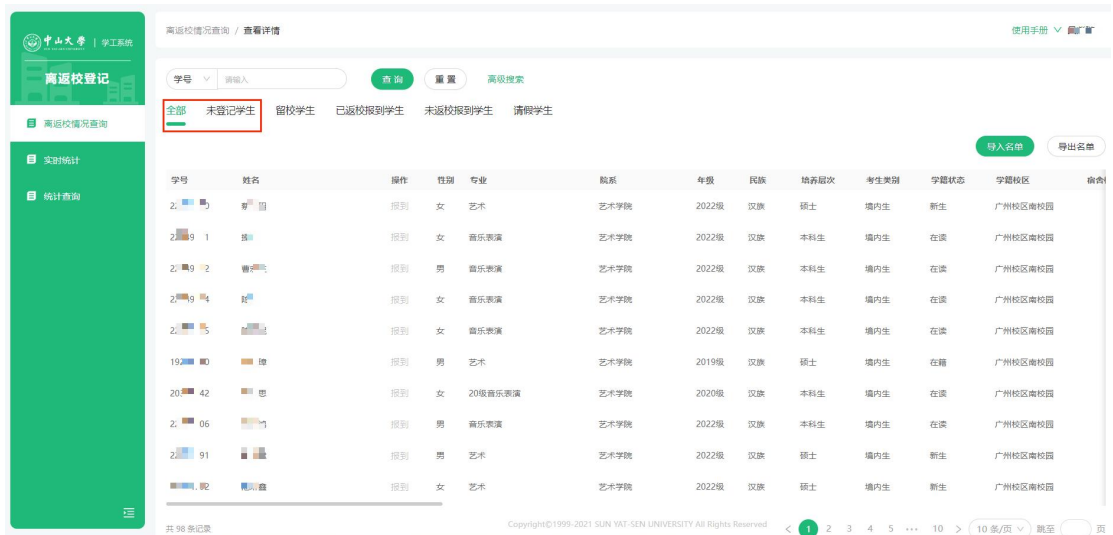 中山大学 | 学工系统
离返校登记
离返校情况查询
实时统计
统计查询
离返校情况查询 / 查看详情
使用手册
学号 请输入 查询 重置 高级搜索
全部 未登记学生 留校学生 已返校报到学生 未返校报到学生 请假学生
导入名单 导出名单
学号 姓名 操作 性别 专业 院系 年级 民族 培养层次 考生类别 学籍状态 学籍校区
报到 女 艺术 艺术学院 2022级 汉族 硕士 境内生 新生 广州校区南校园
1 报到 女 音乐表演 艺术学院 2022级 汉族 本科生 境内生 在读 广州校区南校园
2 报到 男 音乐表演 艺术学院 2022级 汉族 本科生 境内生 在读 广州校区南校园
4 报到 女 音乐表演 艺术学院 2022级 汉族 本科生 境内生 在读 广州校区南校园
5 报到 女 音乐表演 艺术学院 2022级 汉族 本科生 境内生 在读 广州校区南校园
报到 男 艺术 艺术学院 2019级 汉族 硕士 境内生 在籍 广州校区南校园
42 思 报到 女 20级音乐表演 艺术学院 2020级 汉族 本科生 境内生 在读 广州校区南校园
06 报到 男 音乐表演 艺术学院 2022级 汉族 本科生 境内生 在读 广州校区南校园
91 报到 男 艺术 艺术学院 2022级 汉族 硕士 境内生 新生 广州校区南校园
鑫 报到 女 艺术 艺术学院 2022级 汉族 硕士 境内生 新生 广州校区南校园
共 98 条记录
Copyright©1999-2021 SUN YAT-SEN UNIVERSITY All Rights Reserved
< 1 2 3 4 5 ••• 10 > 10 条/页 跳至 页